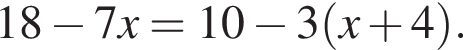 18 − 7x = 10 − 3(x + 4).